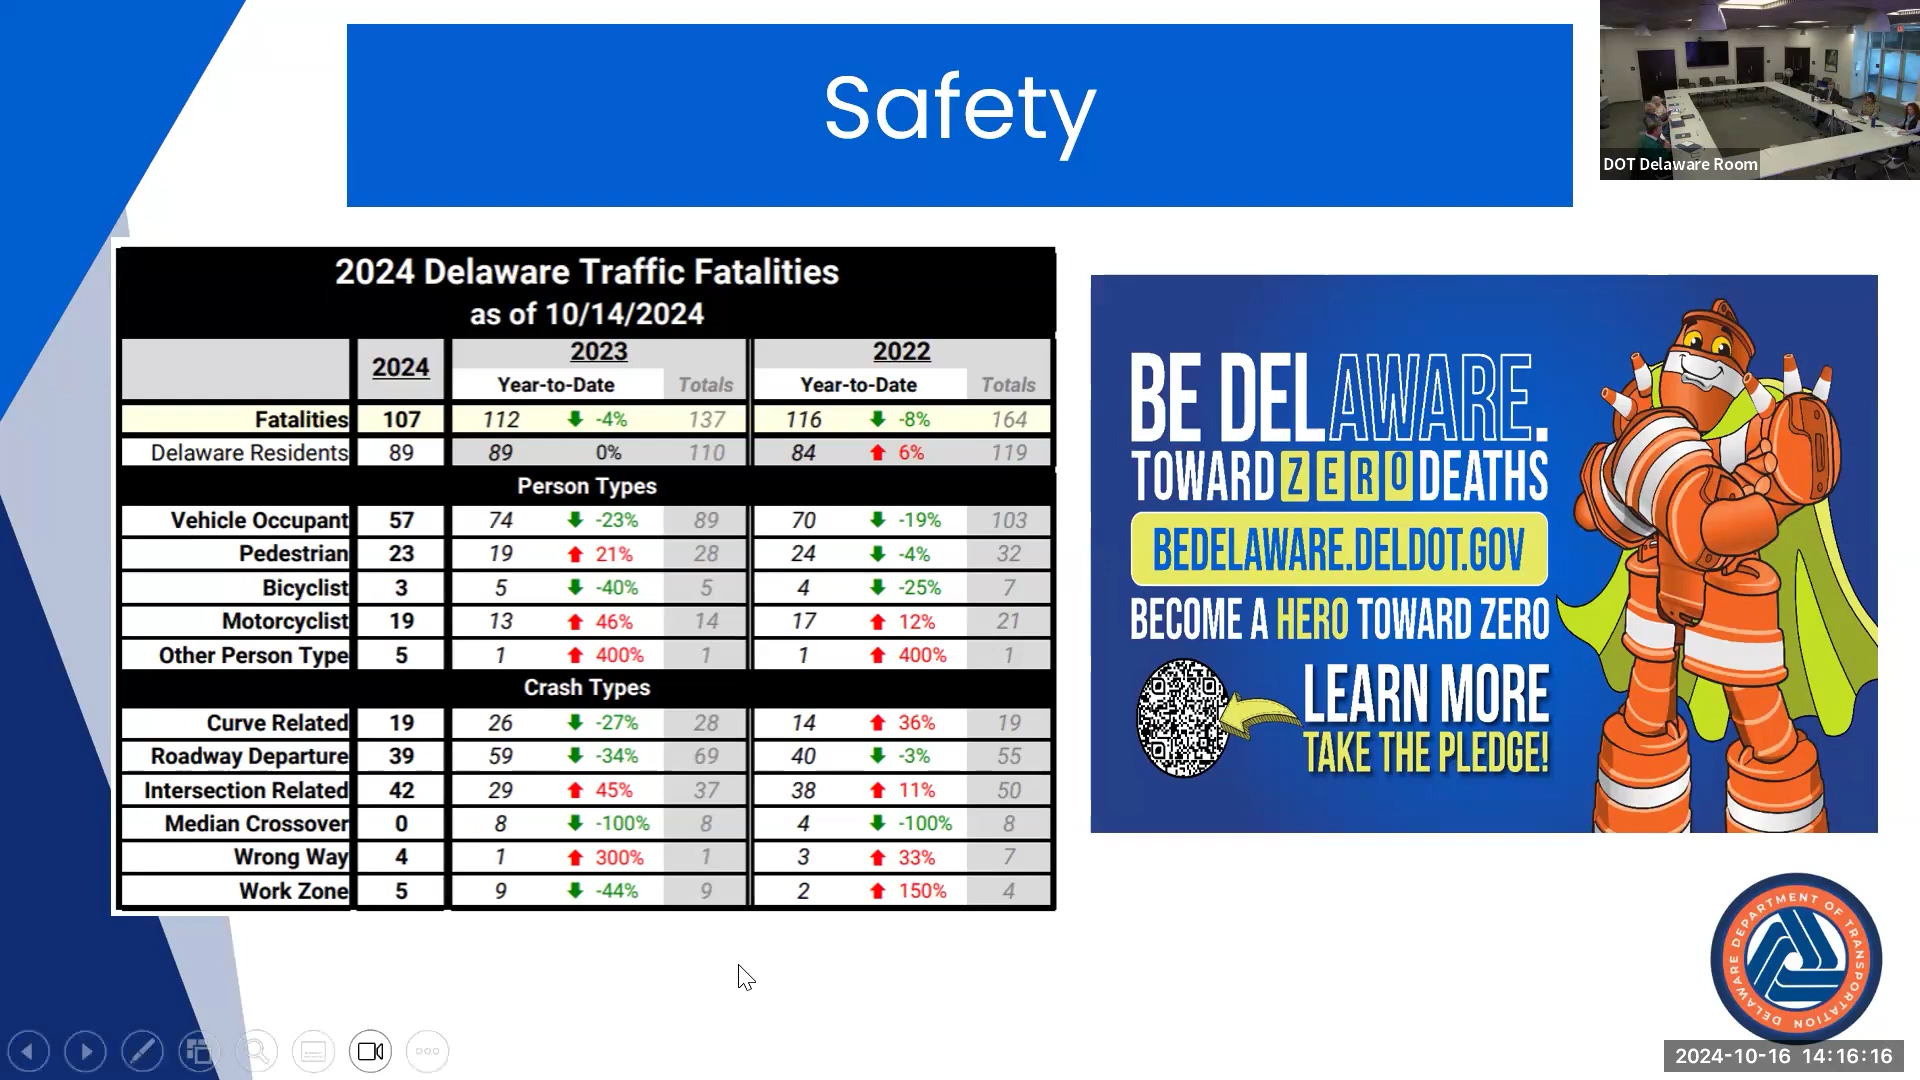 Safety
DOT Delaware Room
2024 Delaware Traffic Fatalities
as of 10/14/2024
2024 2023 2022
Year-to-Date Totals Year-to-Date Totals
Fatalities 107 112 -4% 137 116 -8% 164
Delaware Residents 89 89 0% 110 84 6% 119
Person Types
Vehicle Occupant 57 74 -23% 89 70 -19% 103
Pedestrian 23 19 21% 28 24 -4% 32
Bicyclist 3 5 -40% 5 4 -25% 7
Motorcyclist 19 13 46% 14 17 12% 21
Other Person Type 5 1 400% 1 1 400% 1
Crash Types
Curve Related 19 26 -27% 28 14 36% 19
Roadway Departure 39 59 -34% 69 40 -3% 55
Intersection Related 42 29 45% 37 38 11% 50
Median Crossover 0 8 -100% 8 4 -100% 8
Wrong Way 4 1 300% 1 3 33% 7
Work Zone 5 9 -44% 9 2 150% 4
BE DELAWARE.
TOWARD ZERO DEATHS
BEDELAWARE.DELDOT.GOV
BECOME A HERO TOWARD ZERO
LEARN MORE
TAKE THE PLEDGE!
DELAWARE DEPARTMENT OF TRANSPORTATION
2024-10-16 14:16:16